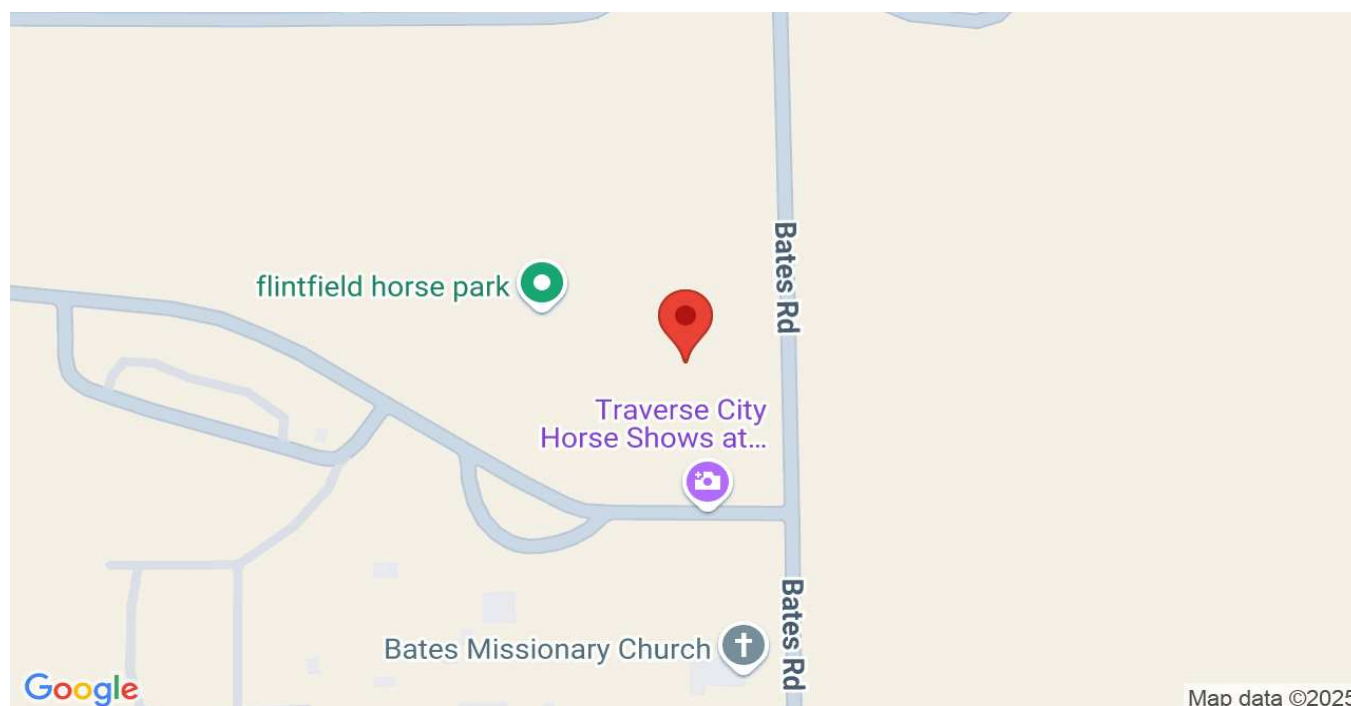 Bates Rd
flintfield horse park
Traverse City
Horse Shows at...
Bates Rd
Bates Missionary Church
Google
Map data ©2025